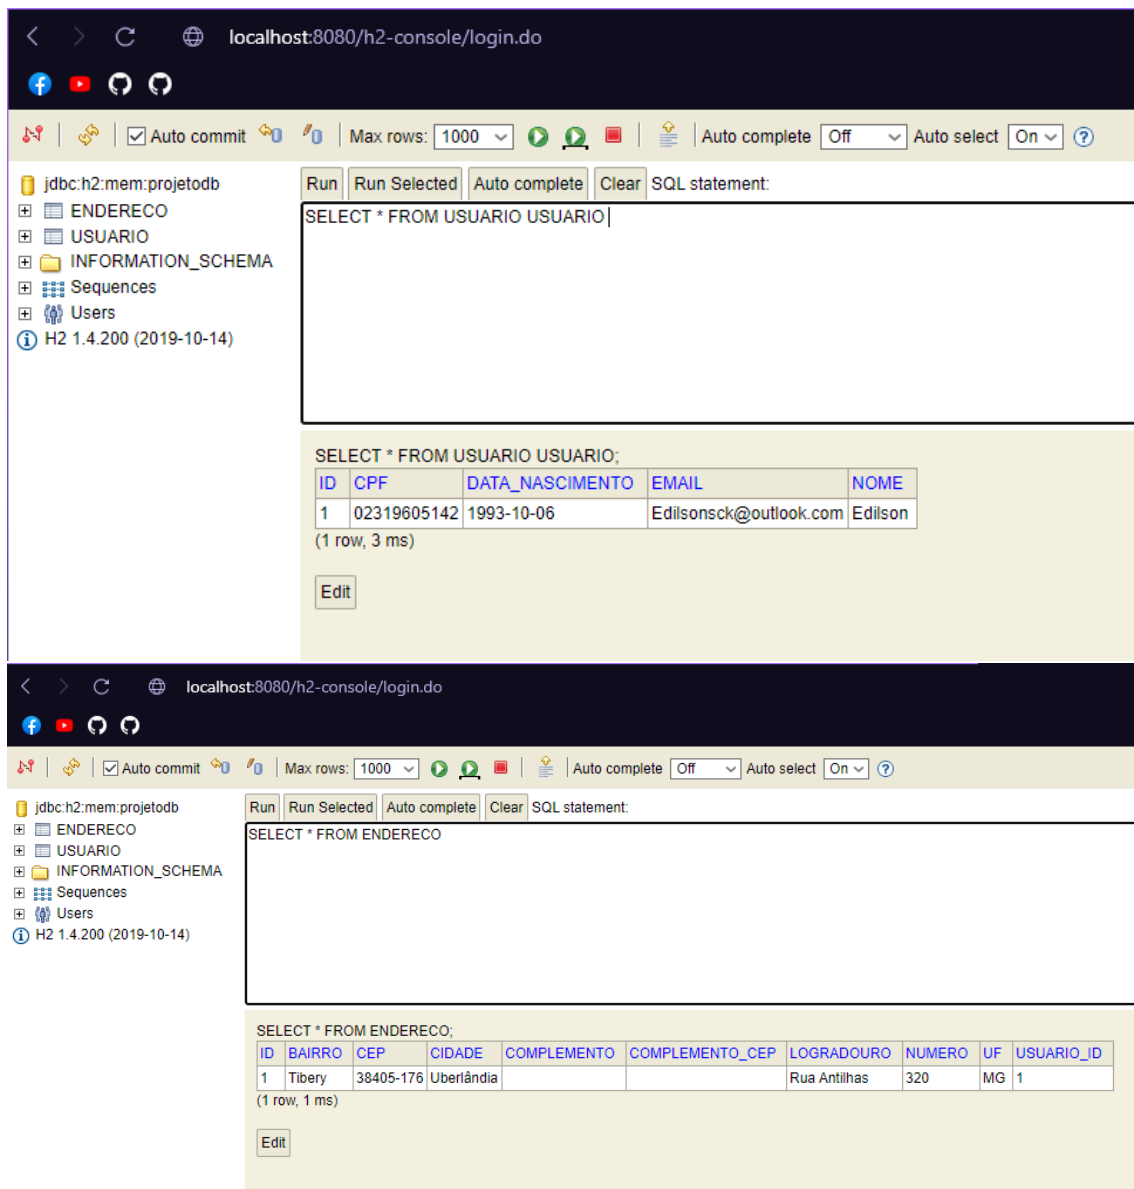 localhost:8080/h2-console/login.do
Auto commit Max rows: 1000 Auto complete Off Auto select On
jdbc:h2:mem:projetodb
ENDERECO
USUARIO
INFORMATION_SCHEMA
Sequences
Users
H2 1.4.200 (2019-10-14)
Run Run Selected Auto complete Clear SQL statement:
SELECT * FROM USUARIO USUARIO
SELECT * FROM USUARIO USUARIO;
ID CPF DATA_NASCIMENTO EMAIL NOME
1 02319605142 1993-10-06 Edilsonsck@outlook.com Edilson
(1 row, 3 ms)
Edit
localhost:8080/h2-console/login.do
Auto commit Max rows: 1000 Auto complete Off Auto select On
jdbc:h2:mem:projetodb
ENDERECO
USUARIO
INFORMATION_SCHEMA
Sequences
Users
H2 1.4.200 (2019-10-14)
Run Run Selected Auto complete Clear SQL statement:
SELECT * FROM ENDERECO
SELECT * FROM ENDERECO;
ID BAIRRO CEP CIDADE COMPLEMENTO COMPLEMENTO_CEP LOGRADOURO NUMERO UF USUARIO_ID
1 Tibery 38405-176 Uberlândia Rua Antilhas 320 MG 1
(1 row, 1 ms)
Edit